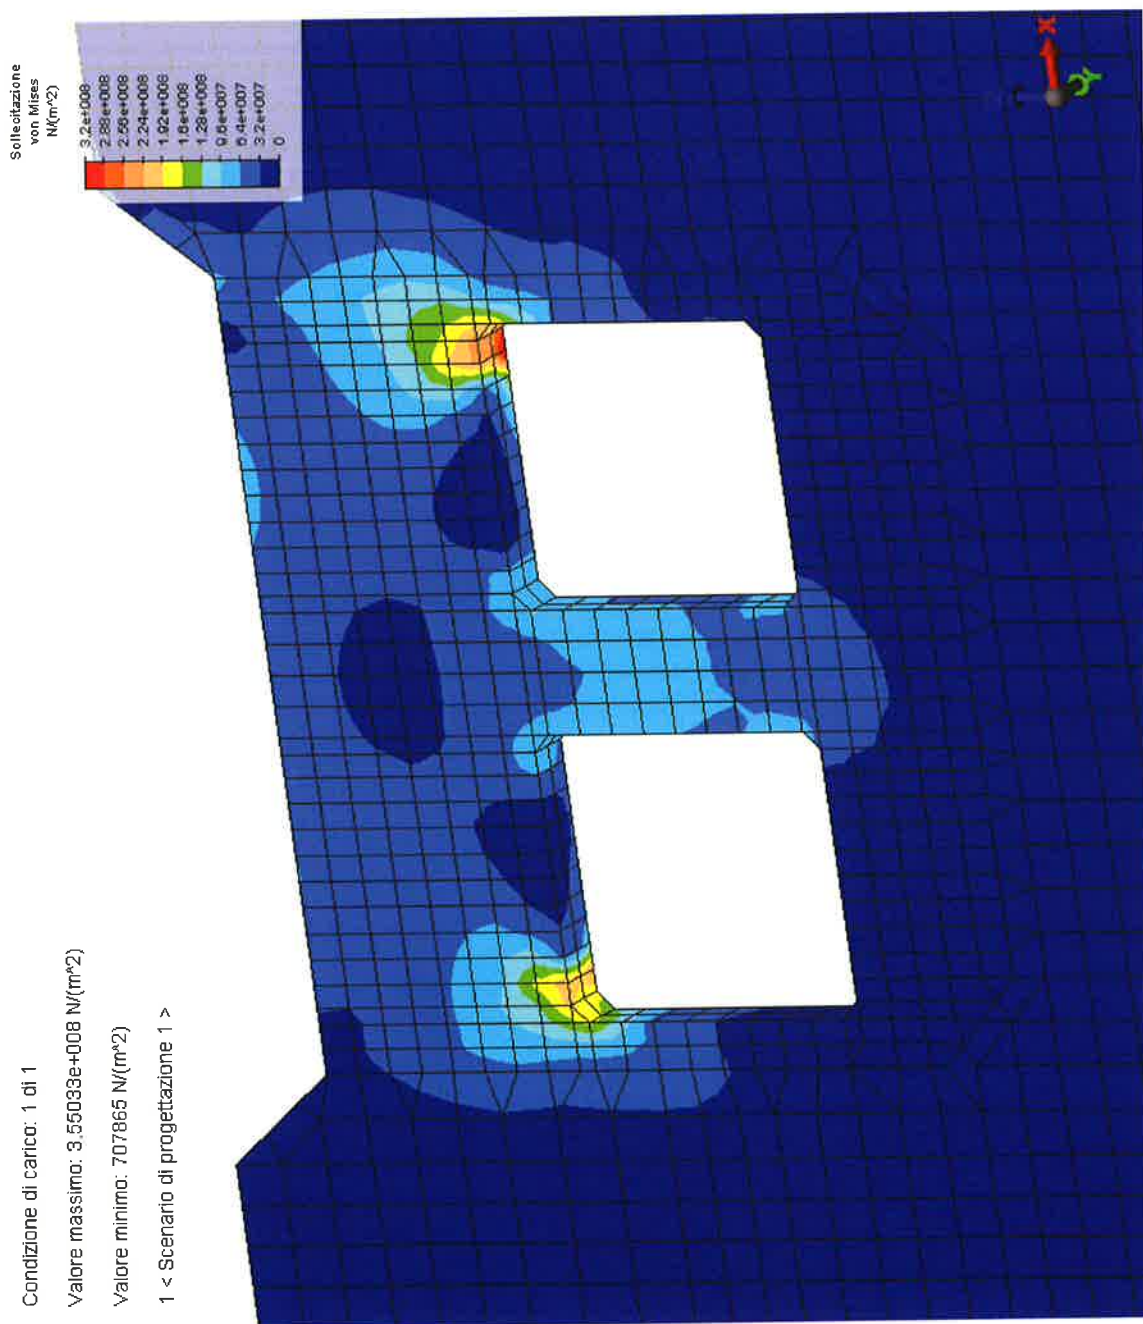 Sollecitazione
von Mises
N/(m^2)
3.2e+008
2.88e+008
2.56e+008
2.24e+008
1.92e+008
1.6e+008
1.28e+008
9.6e+007
6.4e+007
3.2e+007
0
X
Y
Condizione di carico: 1 di 1
Valore massimo: 3.55033e+008 N/(m^2)
Valore minimo: 707865 N/(m^2)
1 < Scenario di progettazione 1 >